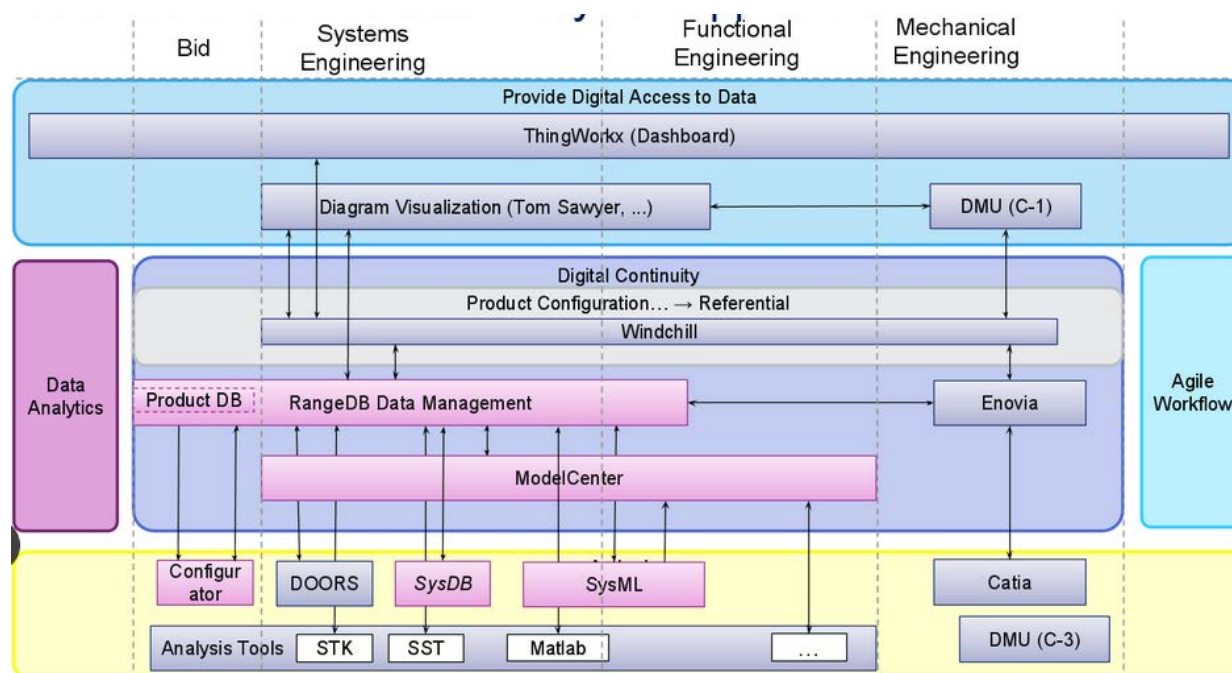 Bid
Systems
Engineering
Functional
Engineering
Mechanical
Engineering
Provide Digital Access to Data
ThingWorkx (Dashboard)
Diagram Visualization (Tom Sawyer, ...)
DMU (C-1)
Digital Continuity
Product Configuration... → Referential
Windchill
Data
Analytics
Product DB
RangeDB Data Management
Enovia
Agile
Workflow
ModelCenter
Configur
ator
DOORS
SysDB
SysML
Catia
Analysis Tools
STK
SST
Matlab
...
DMU (C-3)